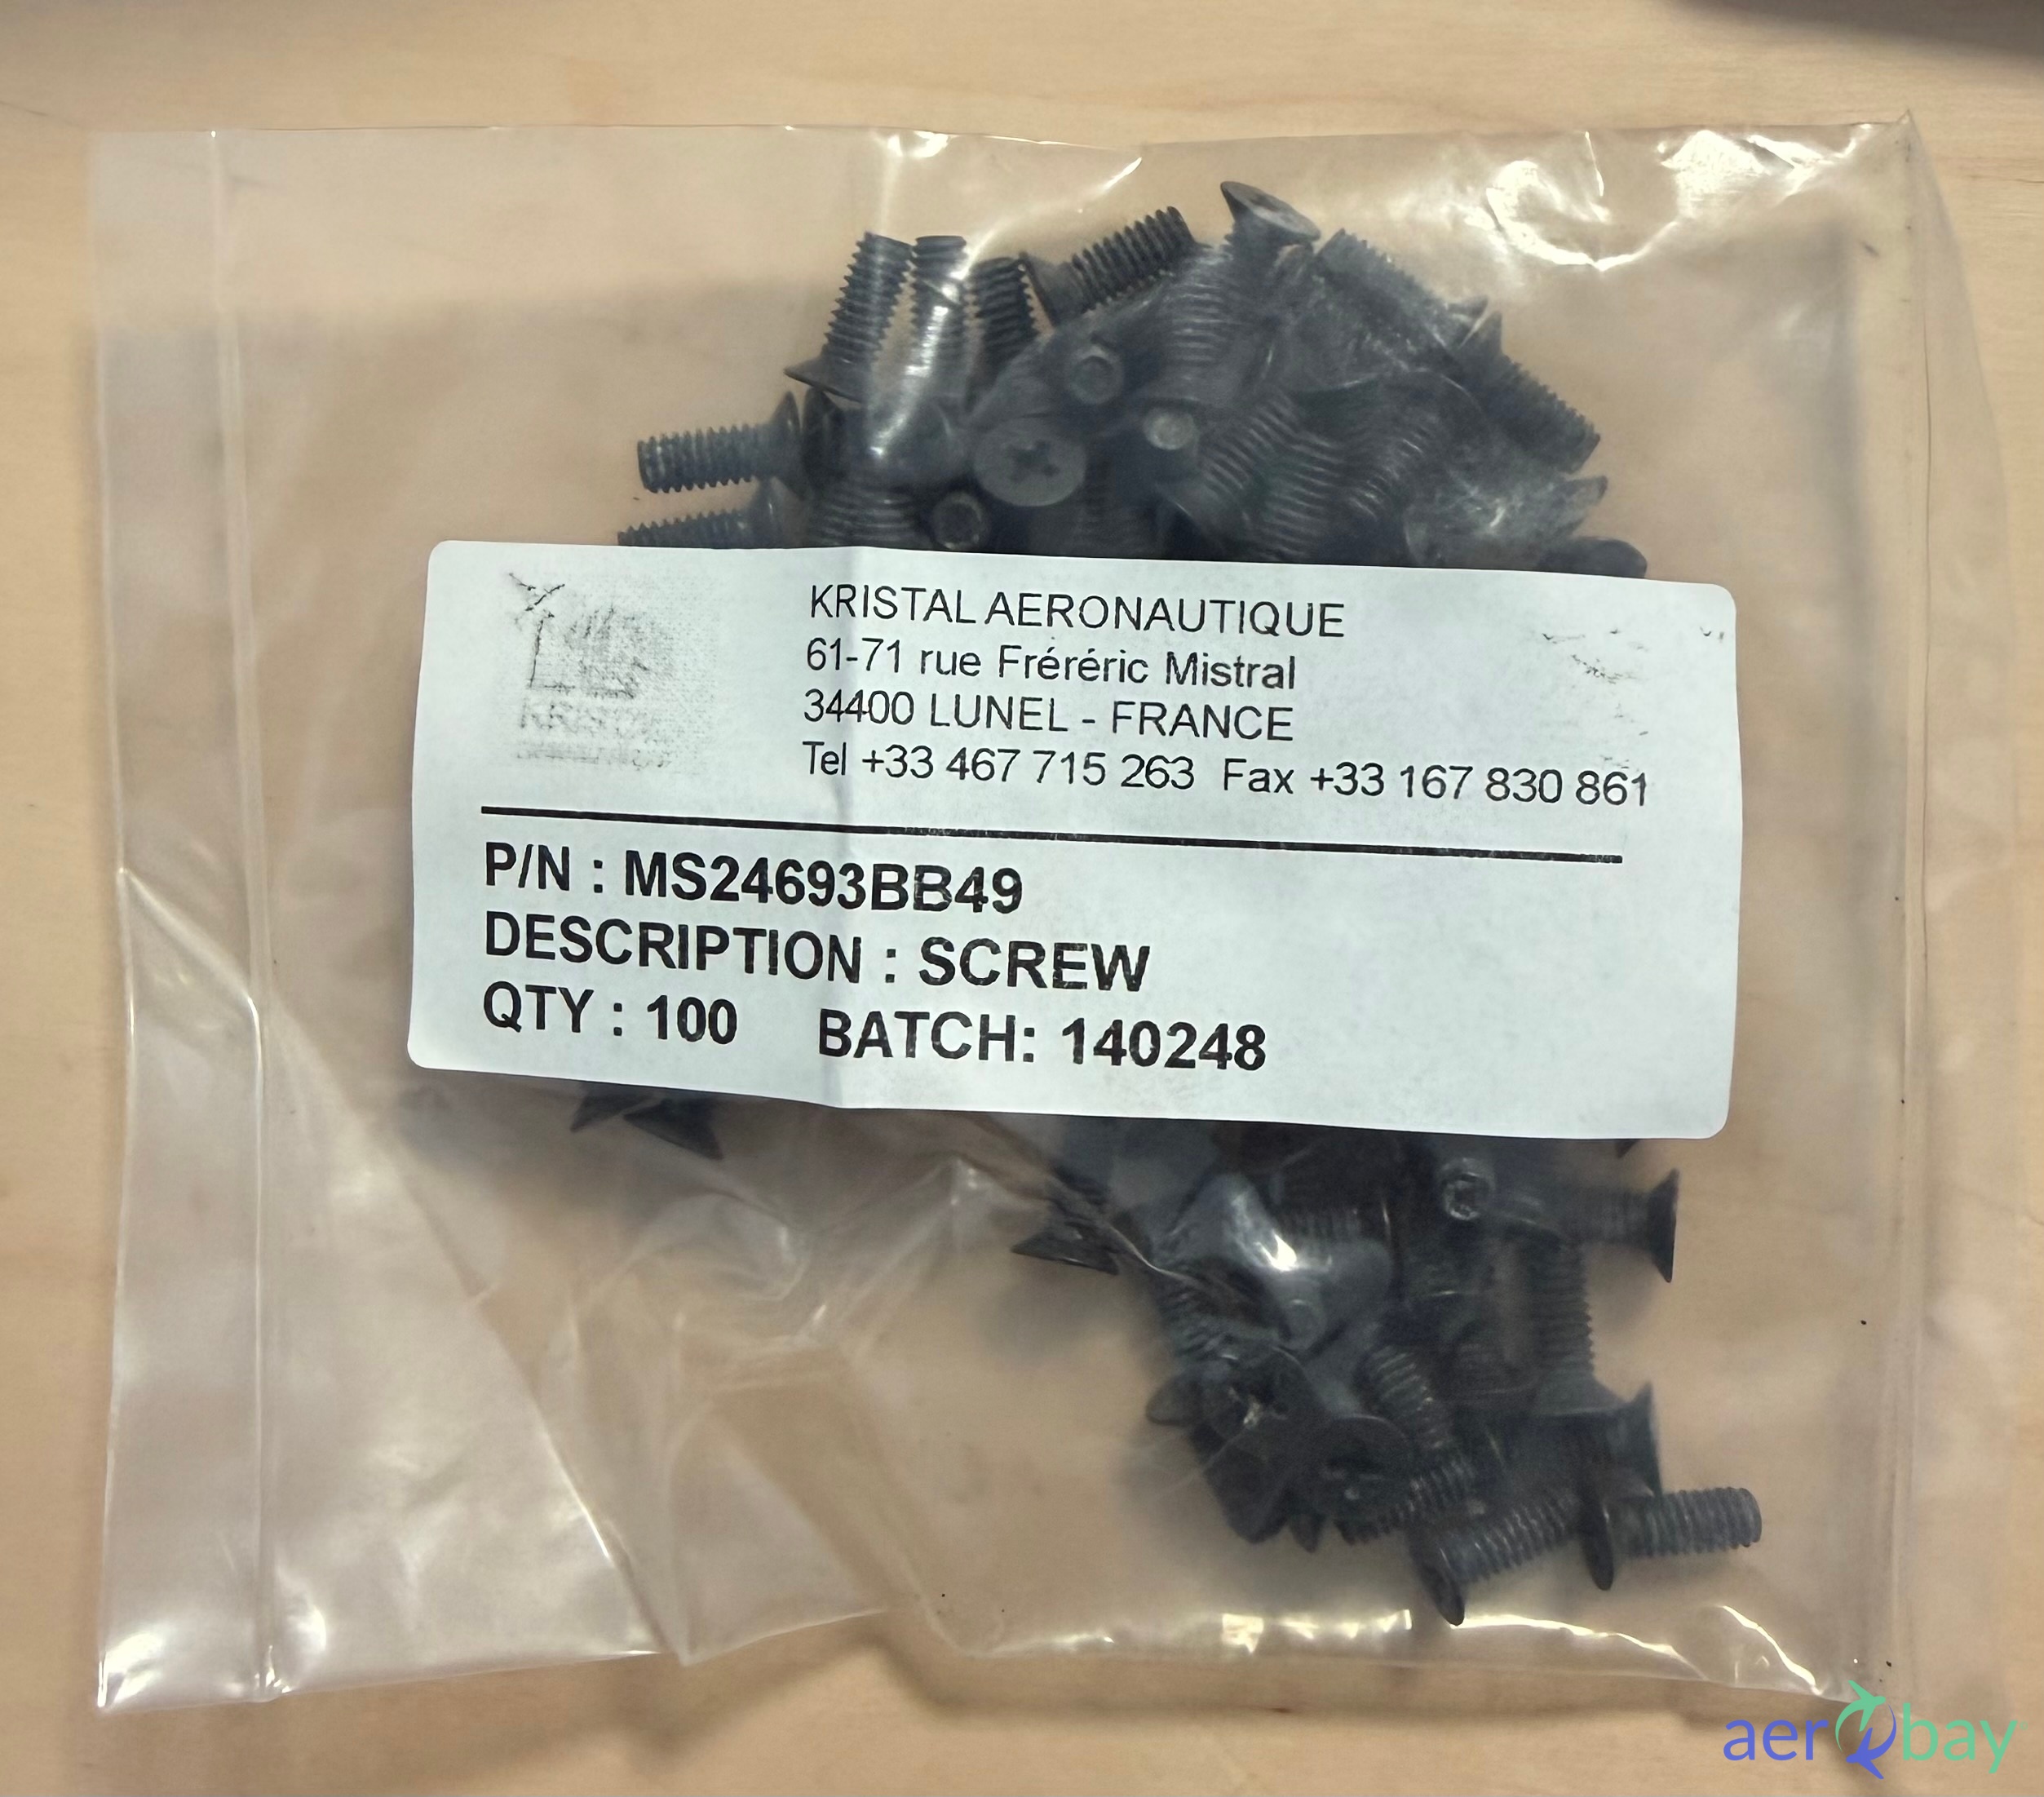 KRISTAL AERONAUTIQUE
61-71 rue Fréréric Mistral
34400 LUNEL - FRANCE
Tel +33 467 715 263 Fax +33 167 830 861
P/N : MS24693BB49
DESCRIPTION : SCREW
QTY : 100 BATCH: 140248
KRISTAL
aerobay